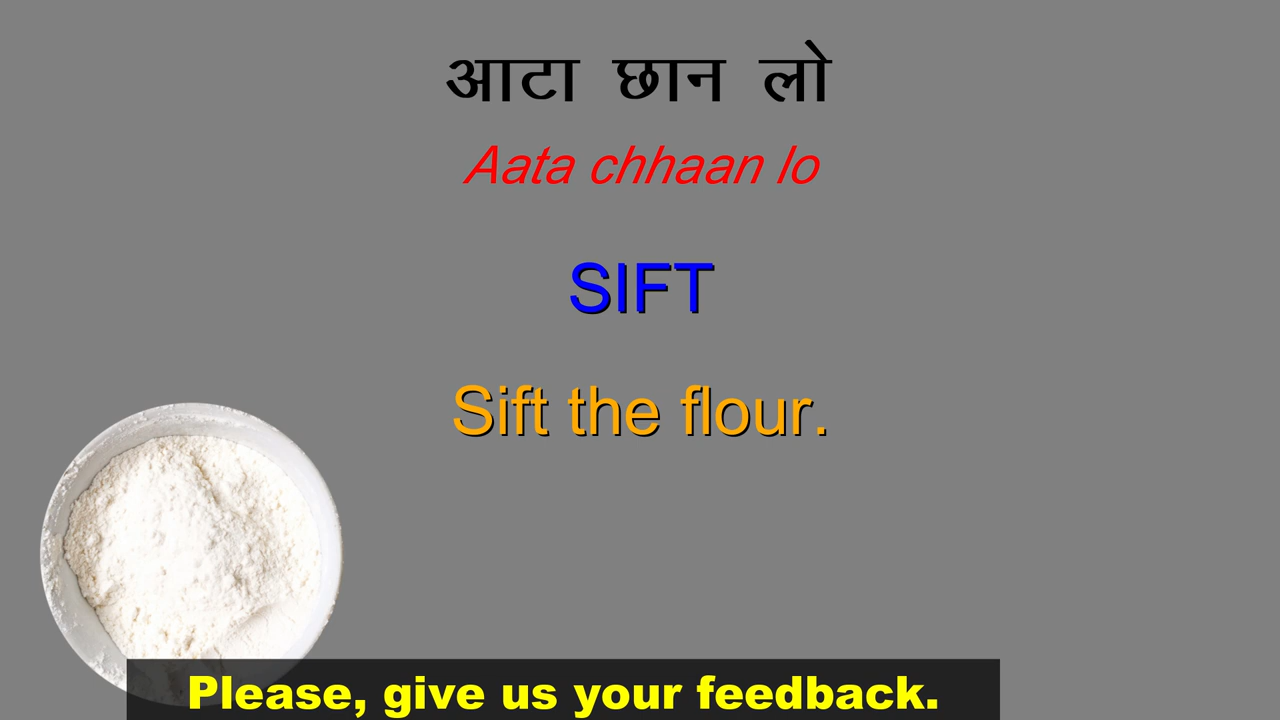 आटा छान लो
Aata chhaan lo
SIFT
Sift the flour.
Please, give us your feedback.